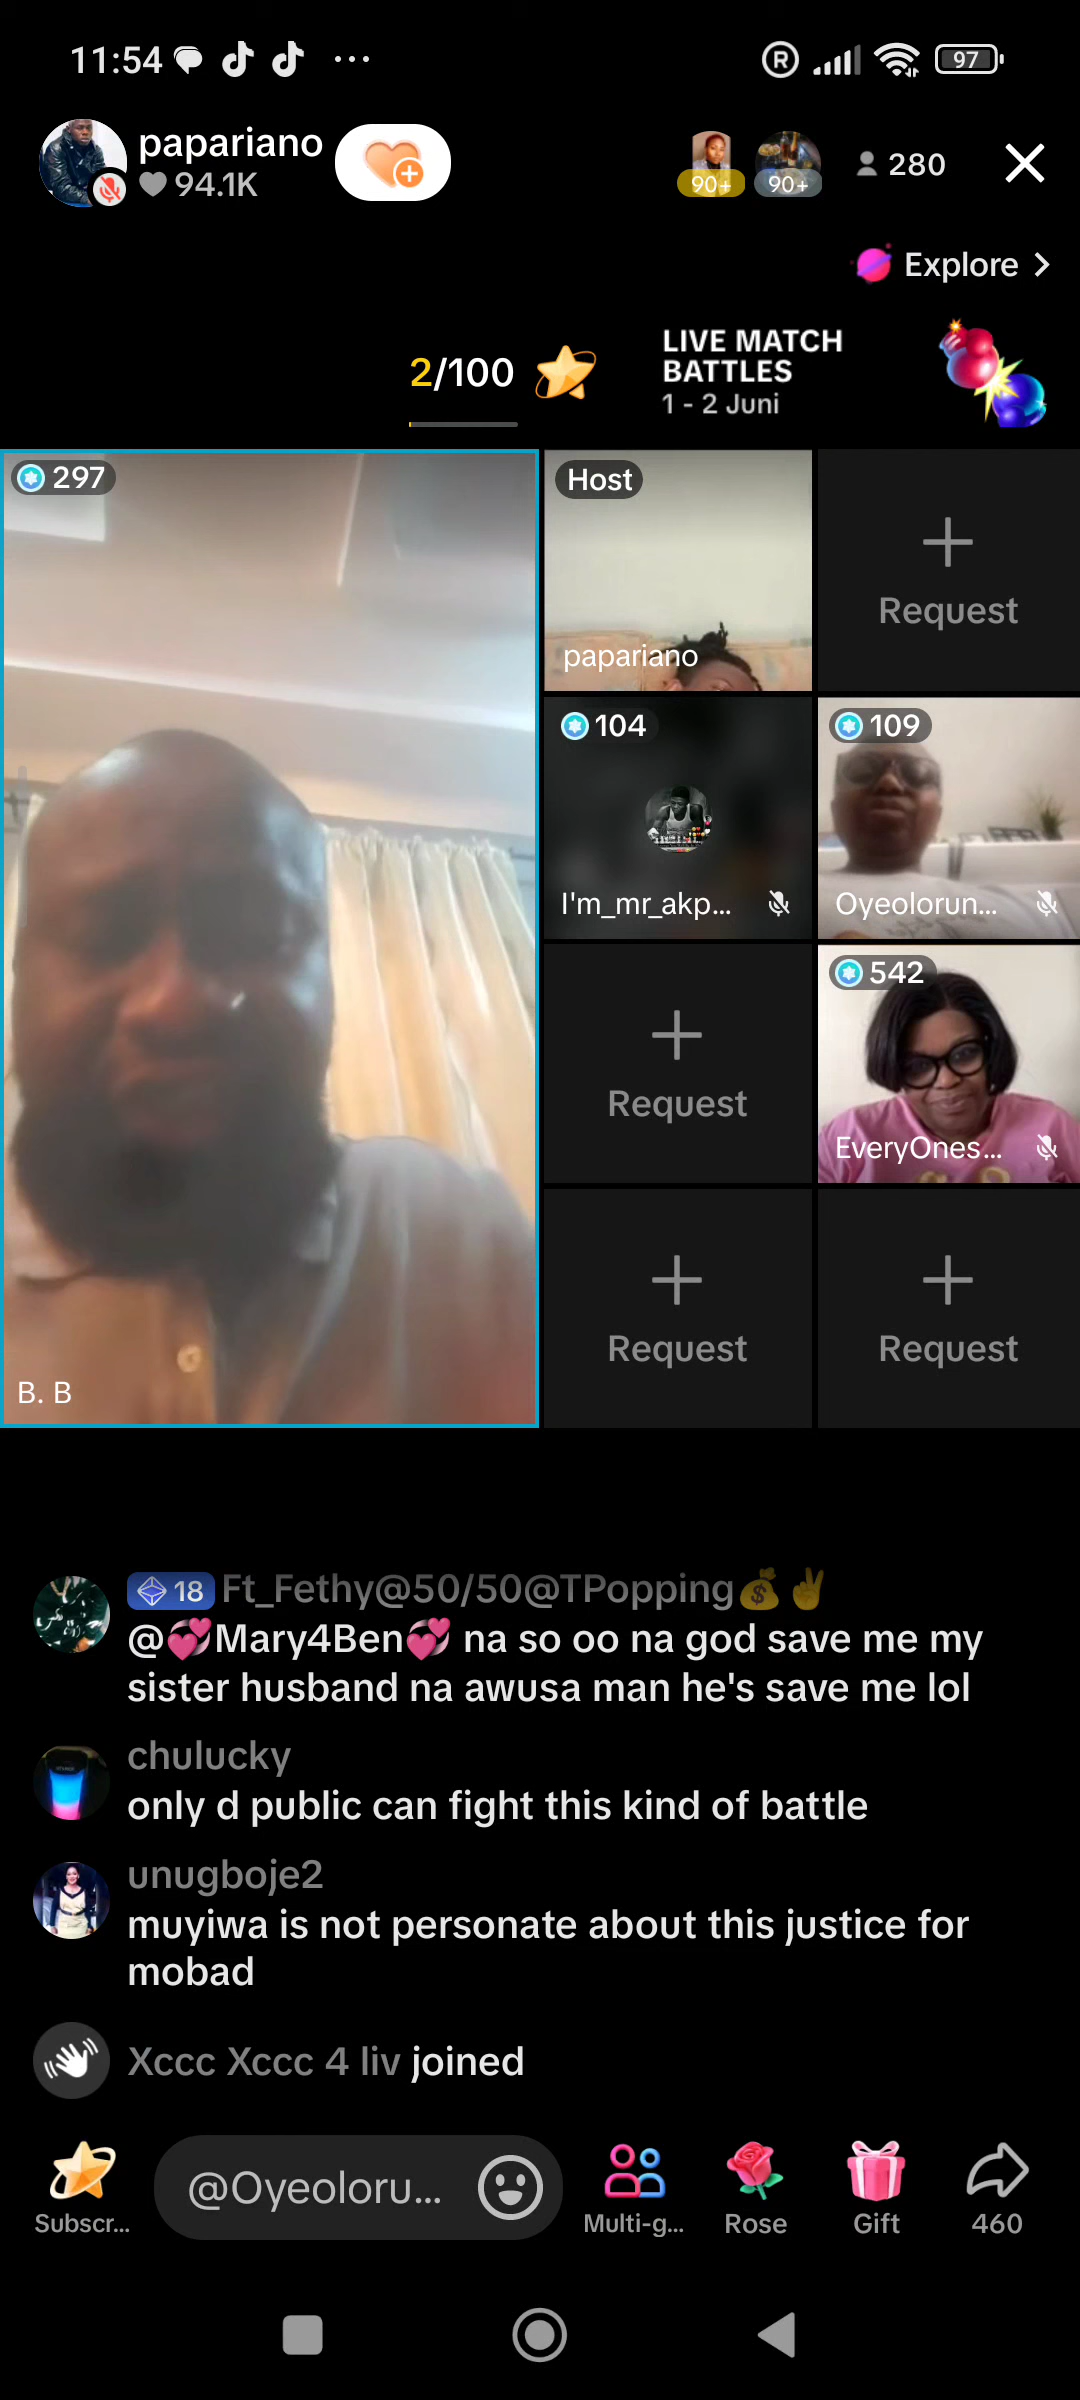 11:54
R
97
papariano
94.1K
90+
90+
280
Explore
2/100
LIVE MATCH
BATTLES
1 - 2 Juni
297
Host
papariano
Request
104
I'm_mr_akp...
109
Oyeolorun...
Request
542
EveryOnes...
B. B
Request
Request
18 Ft_Fethy@50/50@TPopping💰✌
@💞Mary4Ben💞 na so oo na god save me my
sister husband na awusa man he's save me lol
chulucky
only d public can fight this kind of battle
unugboje2
muyiwa is not personate about this justice for
mobad
Xccc Xccc 4 liv joined
@Oyeoloru...
Subscr...
Multi-g...
Rose
Gift
460